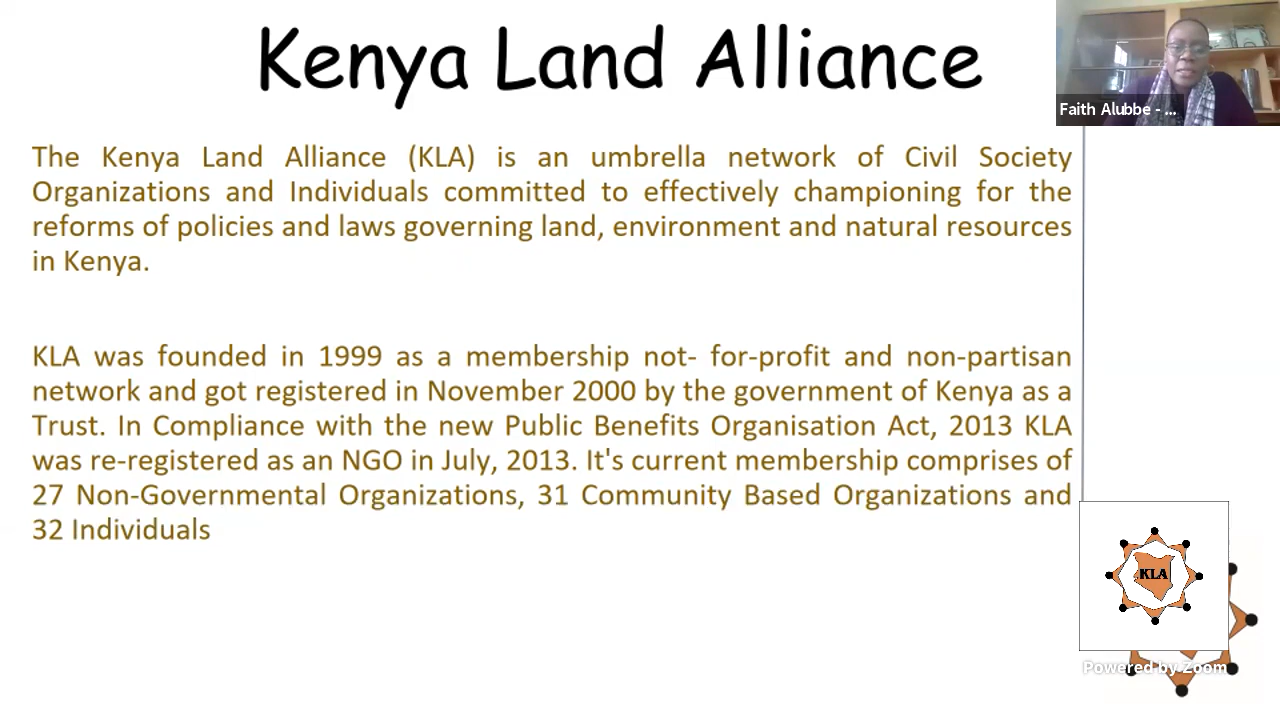 Kenya Land Alliance
Faith Alubbe - ...
The Kenya Land Alliance (KLA) is an umbrella network of Civil Society
Organizations and Individuals committed to effectively championing for the
reforms of policies and laws governing land, environment and natural resources
in Kenya.
KLA was founded in 1999 as a membership not- for-profit and non-partisan
network and got registered in November 2000 by the government of Kenya as a
Trust. In Compliance with the new Public Benefits Organisation Act, 2013 KLA
was re-registered as an NGO in July, 2013. It's current membership comprises of
27 Non-Governmental Organizations, 31 Community Based Organizations and
32 Individuals
KLA
Powered by Zoom